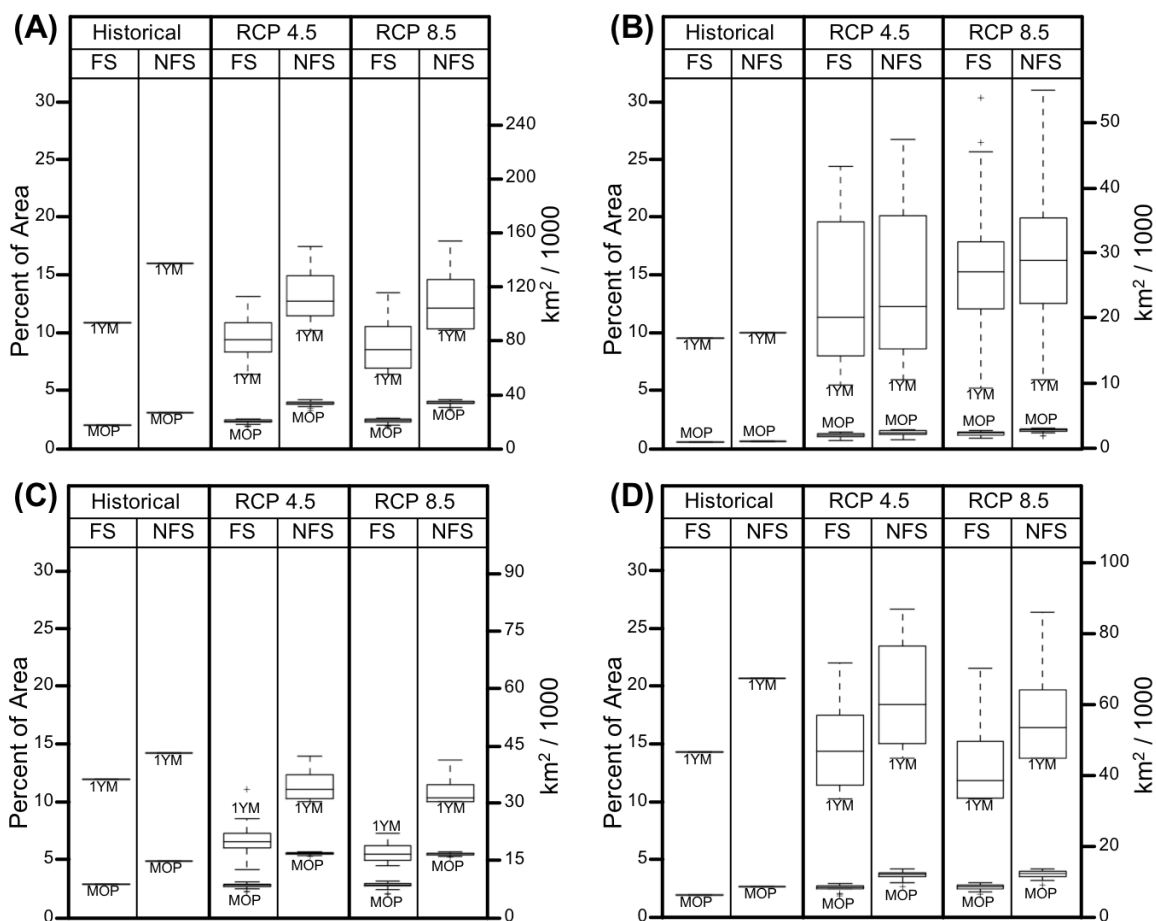 (A)
Historical RCP 4.5 RCP 8.5
FS NFS FS NFS FS NFS
Percent of Area
30
25
20
15
10
5
0
240
200
160
120
80
40
0
km² / 1000
1YM 1YM 1YM 1YM 1YM 1YM
MOP MOP MOP MOP MOP MOP
(B)
Historical RCP 4.5 RCP 8.5
FS NFS FS NFS FS NFS
Percent of Area
30
25
20
15
10
5
0
50
40
30
20
10
0
km² / 1000
1YM 1YM 1YM 1YM 1YM 1YM
MOP MOP MOP MOP MOP MOP
(C)
Historical RCP 4.5 RCP 8.5
FS NFS FS NFS FS NFS
Percent of Area
30
25
20
15
10
5
0
90
75
60
45
30
15
0
km² / 1000
1YM 1YM 1YM 1YM 1YM 1YM
MOP MOP MOP MOP MOP MOP
(D)
Historical RCP 4.5 RCP 8.5
FS NFS FS NFS FS NFS
Percent of Area
30
25
20
15
10
5
0
100
80
60
40
20
0
km² / 1000
1YM 1YM 1YM 1YM 1YM 1YM
MOP MOP MOP MOP MOP MOP